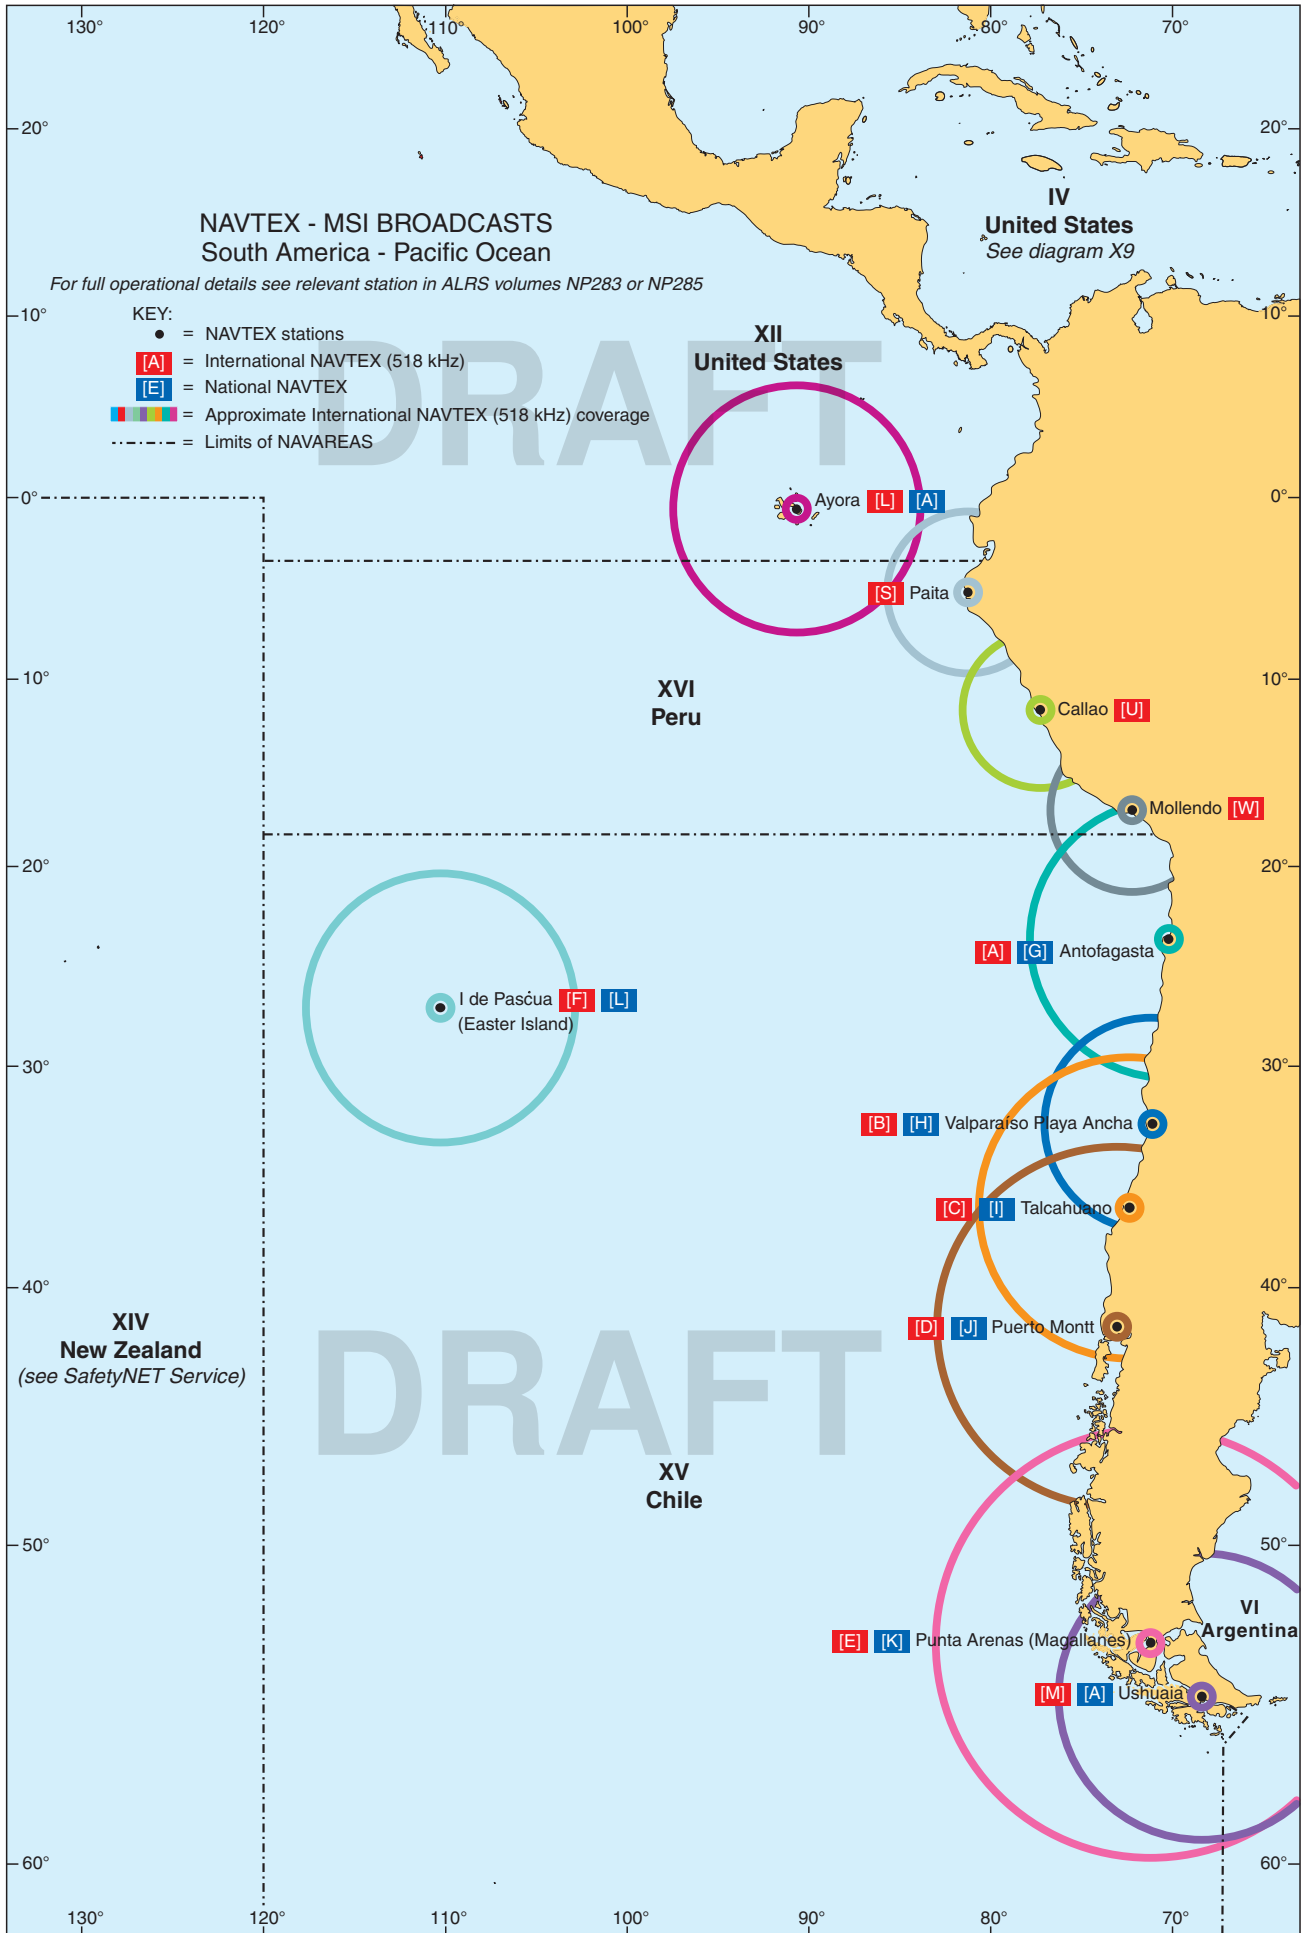 130° 120° 110° 100° 90° 80° 70°
20° 20°
IV
United States
See diagram X9
NAVTEX - MSI BROADCASTS
South America - Pacific Ocean
For full operational details see relevant station in ALRS volumes NP283 or NP285
KEY:
= NAVTEX stations
[A] = International NAVTEX (518 kHz)
[E] = National NAVTEX
= Approximate International NAVTEX (518 kHz) coverage
= Limits of NAVAREAS
10° 10°
DRAFT
XII
United States
0° 0°
Ayora [L] [A]
[S] Paita
10° 10°
XVI
Peru
Callao [U]
Mollendo [W]
20° 20°
[A] [G] Antofagasta
I de Pascua [F] [L]
(Easter Island)
30° 30°
[B] [H] Valparaíso Playa Ancha
[C] [I] Talcahuano
40° 40°
XIV
New Zealand
(see SafetyNET Service)
[D] [J] Puerto Montt
DRAFT
XV
Chile
50° 50°
VI
Argentina
[E] [K] Punta Arenas (Magallanes)
[M] [A] Ushuaia
60° 60°
130° 120° 110° 100° 90° 80° 70°